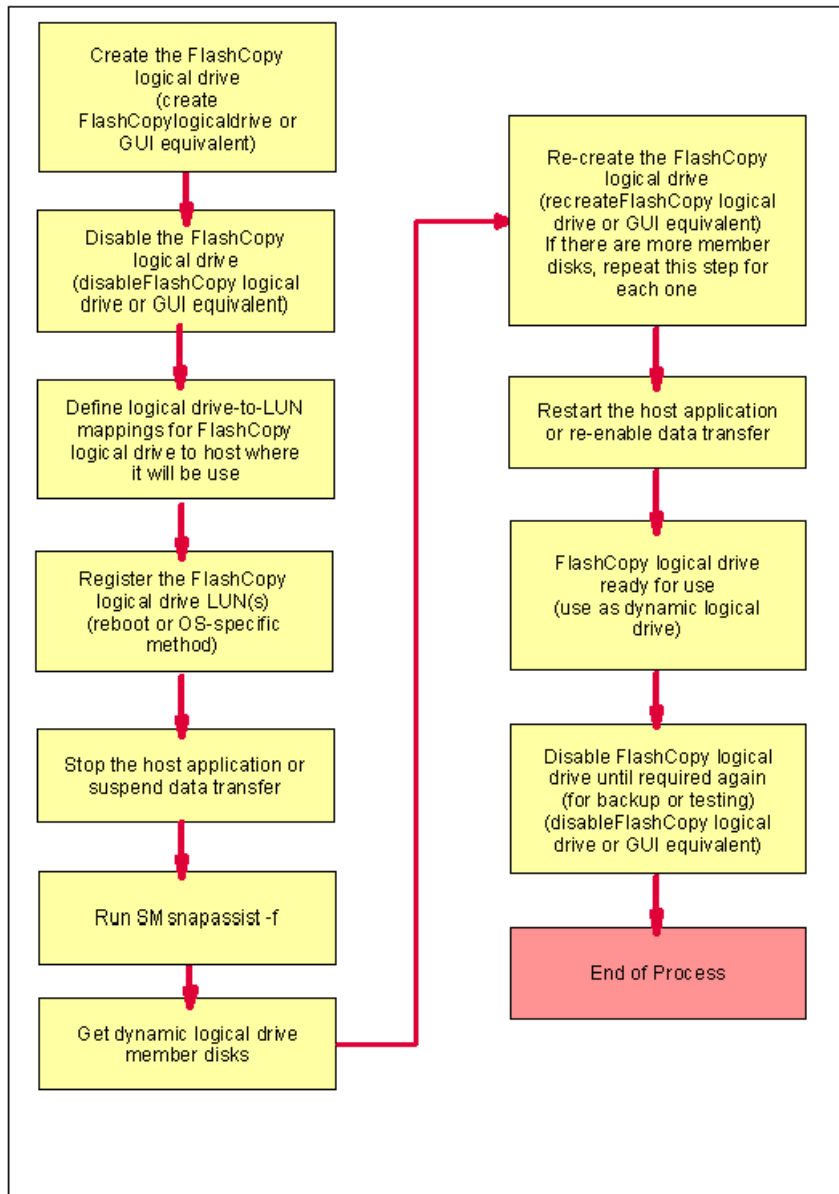 Create the FlashCopy
logical drive
(create
FlashCopylogicaldrive or
GUI equivalent)
Disable the FlashCopy
logical drive
(disableFlashCopy logical
drive or GUI equivalent)
Define logical drive-to-LUN
mappings for FlashCopy
logical drive to host where
it will be use
Register the FlashCopy
logical drive LUN(s)
(reboot or OS-specific
method)
Stop the host application or
suspend data transfer
Run SMsnapassist -f
Get dynamic logical drive
member disks
Re-create the FlashCopy
logical drive
(recreateFlashCopy logical
drive or GUI equivalent)
If there are more member
disks, repeat this step for
each one
Restart the host application
or re-enable data transfer
FlashCopy logical drive
ready for use
(use as dynamic logical
drive)
Disable FlashCopy logical
drive until required again
(for backup or testing)
(disableFlashCopy logical
drive or GUI equivalent)
End of Process